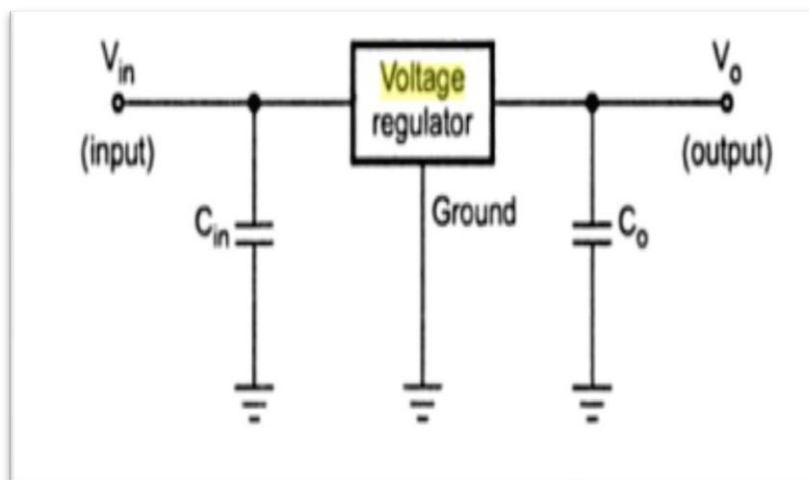 V_in
(input)
Voltage
regulator
V_o
(output)
C_in
Ground
C_o